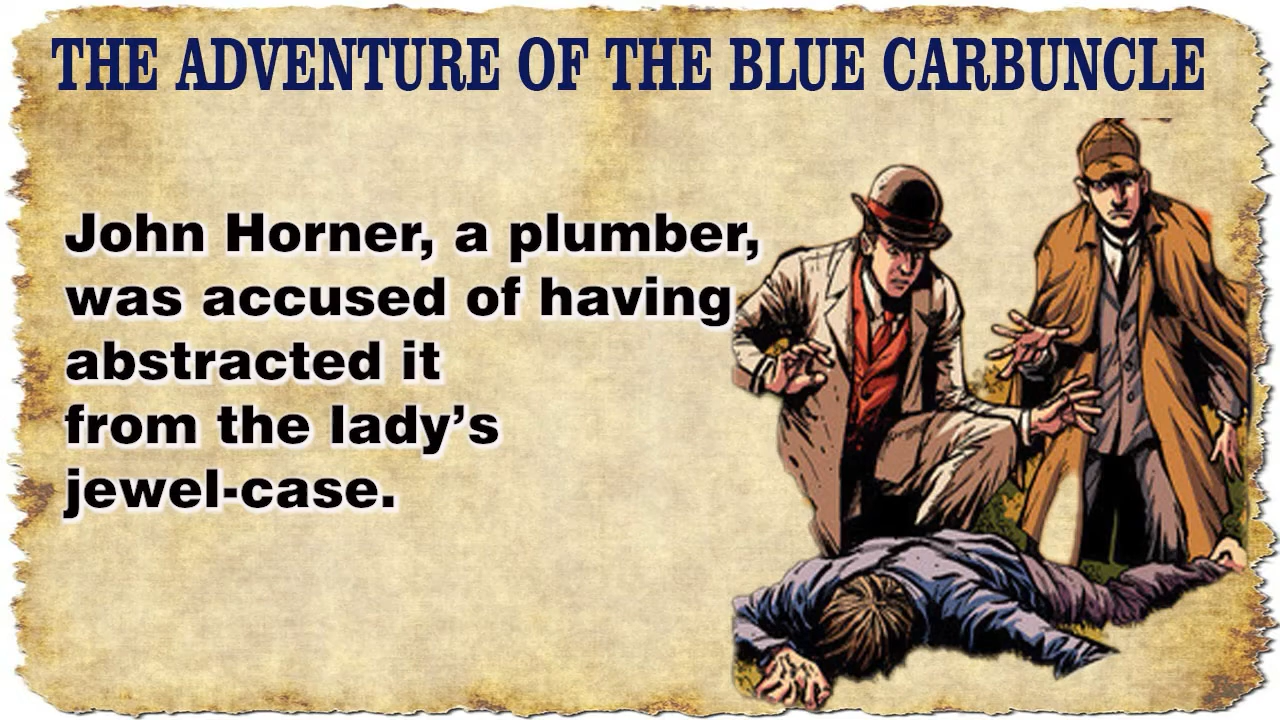 THE ADVENTURE OF THE BLUE CARBUNCLE
John Horner, a plumber,
was accused of having
abstracted it
from the lady’s
jewel-case.